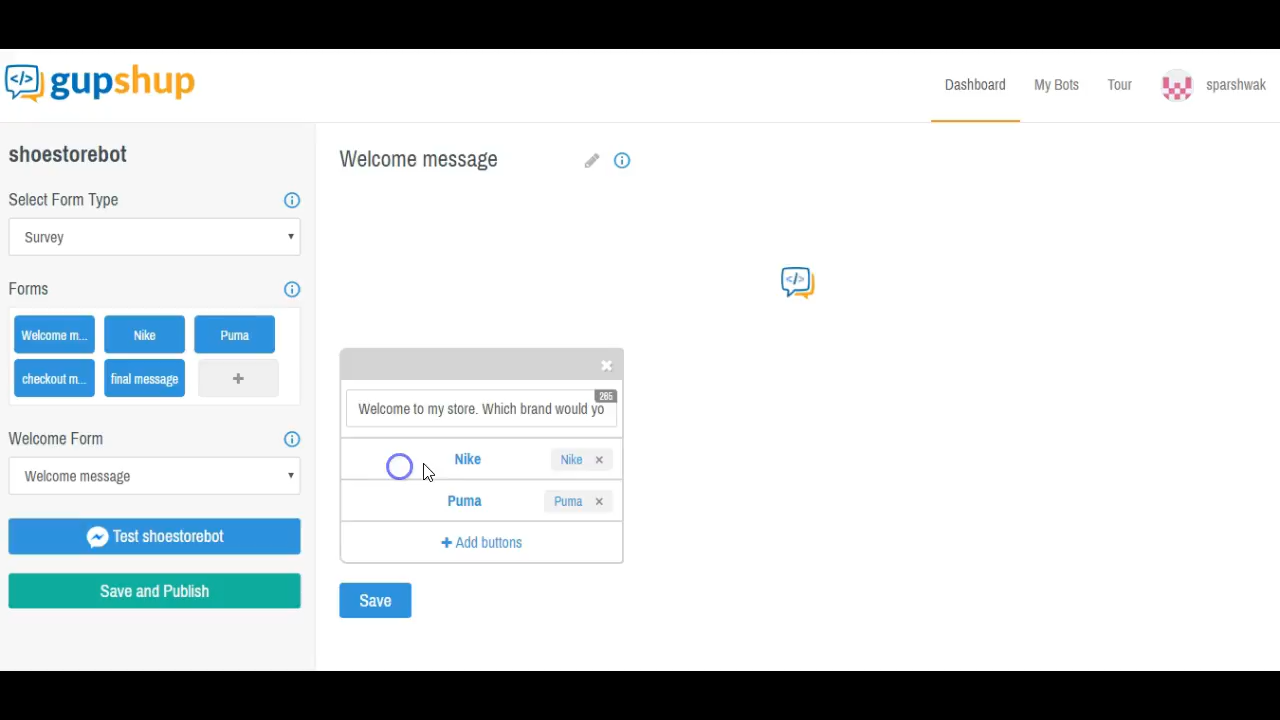 gupshup
Dashboard
My Bots
Tour
sparshwak
shoestorebot
Select Form Type
Survey
Forms
Welcome m...
Nike
Puma
checkout m...
final message
+
Welcome Form
Welcome message
Test shoestorebot
Save and Publish
Welcome message
265
Welcome to my store. Which brand would yo
Nike
Nike ×
Puma
Puma ×
+ Add buttons
Save